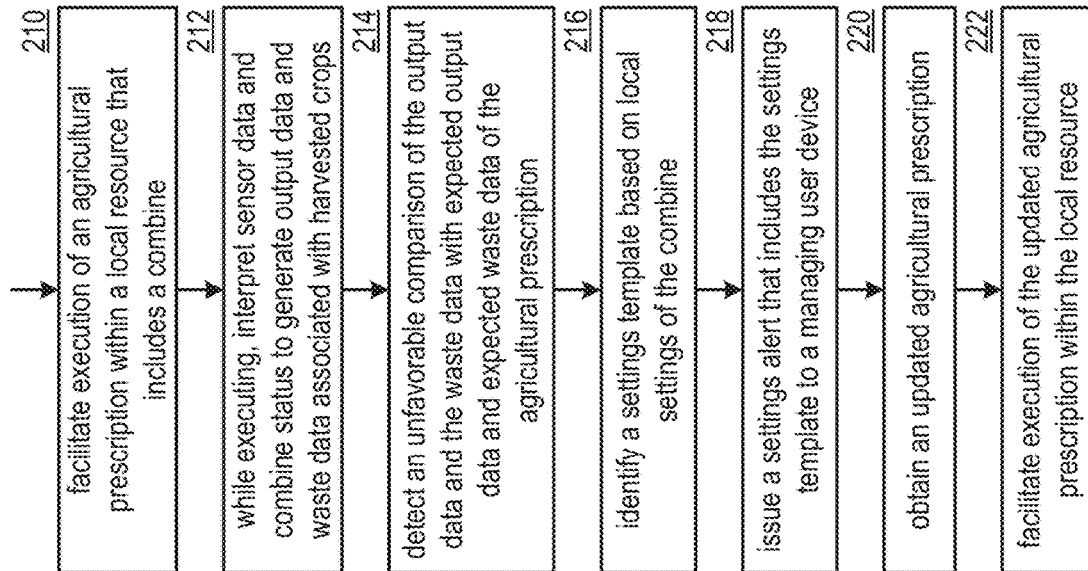 210
facilitate execution of an agricultural
prescription within a local resource that
includes a combine
212
while executing, interpret sensor data and
combine status to generate output data and
waste data associated with harvested crops
214
detect an unfavorable comparison of the output
data and the waste data with expected output
data and expected waste data of the
agricultural prescription
216
identify a settings template based on local
settings of the combine
218
issue a settings alert that includes the settings
template to a managing user device
220
obtain an updated agricultural prescription
222
facilitate execution of the updated agricultural
prescription within the local resource